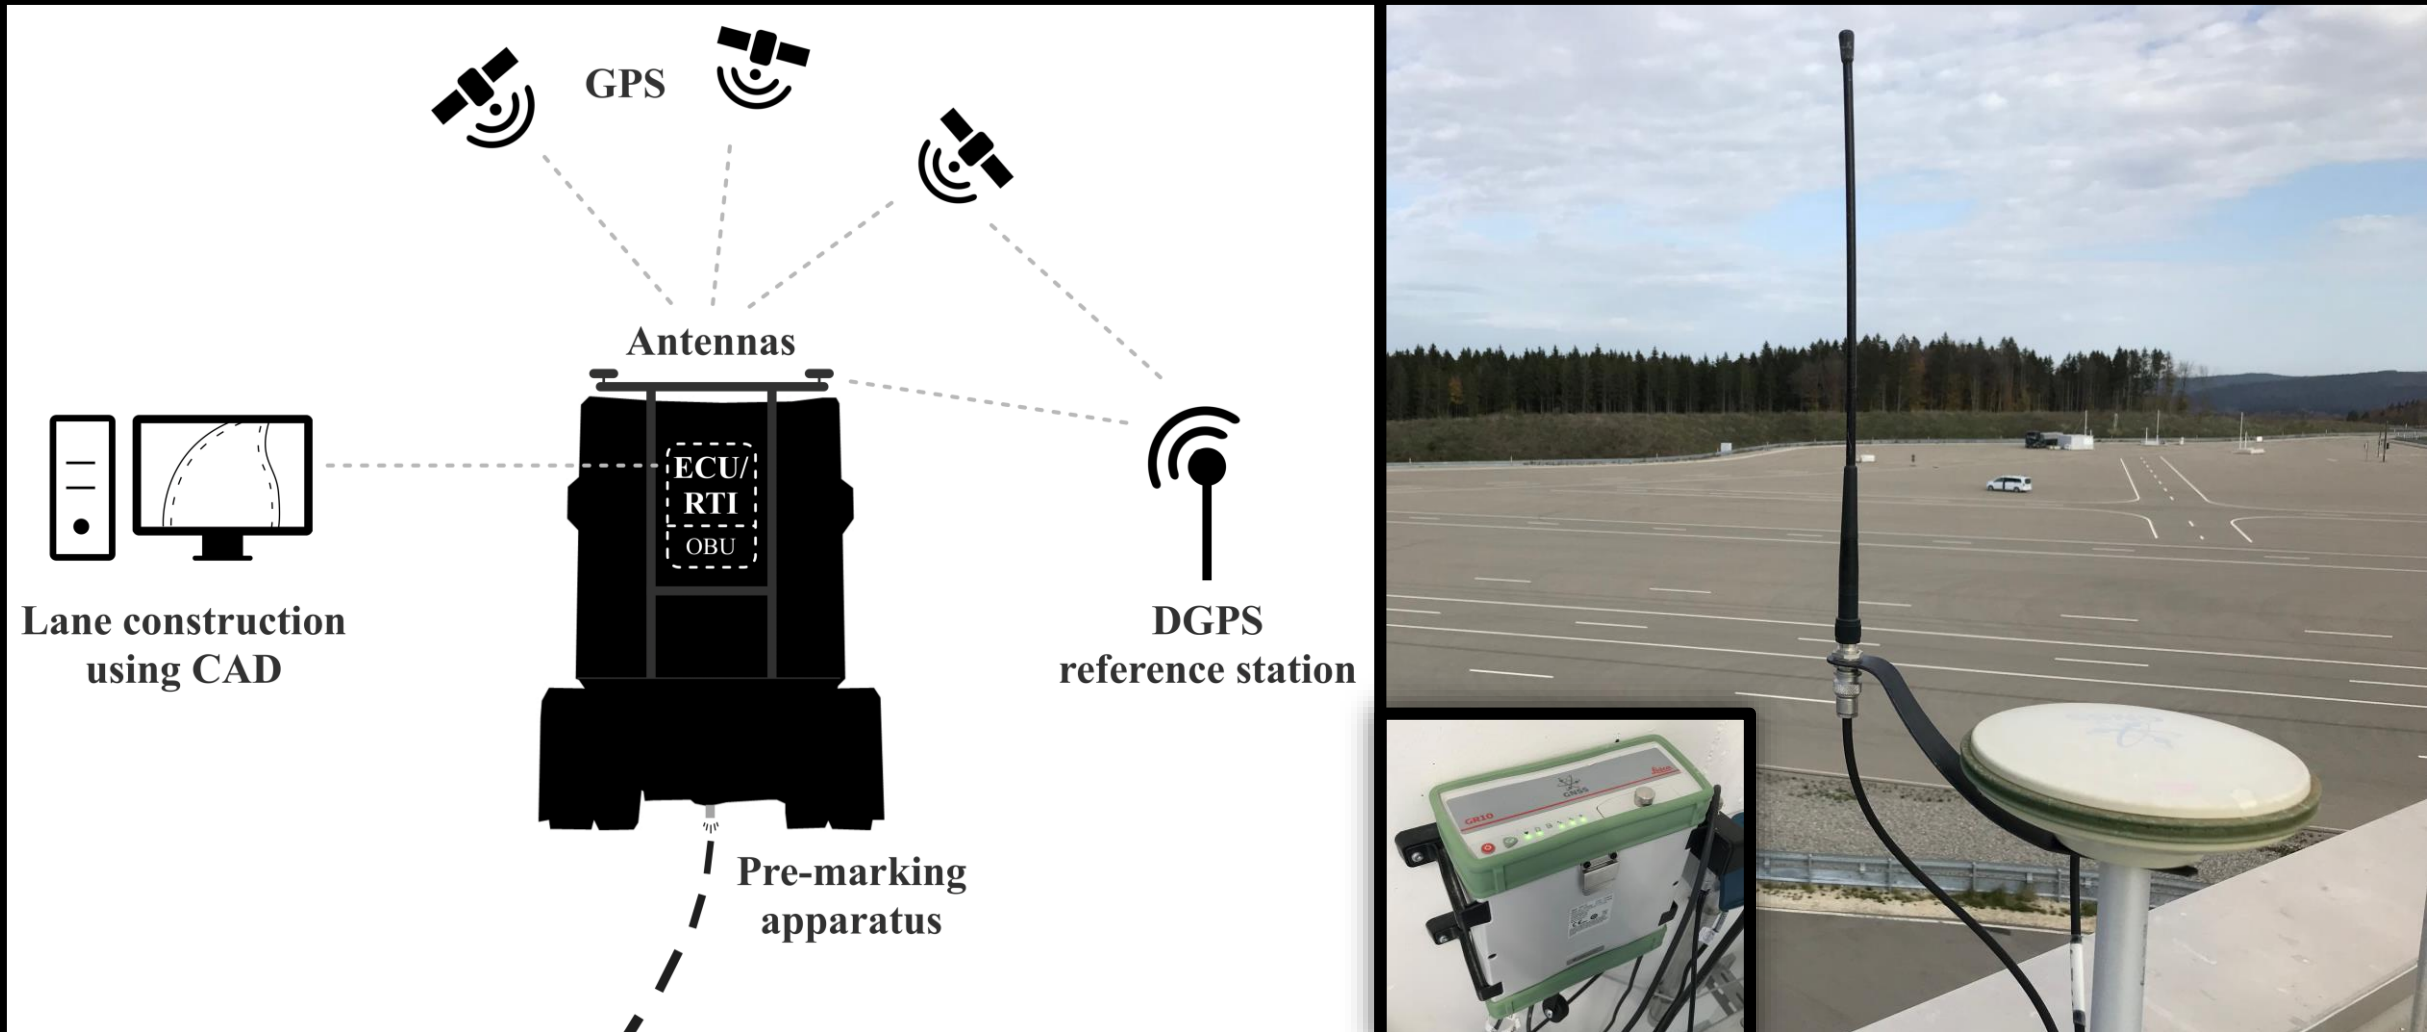 GPS
Antennas
ECU/
RTI
OBU
Lane construction
using CAD
DGPS
reference station
Pre-marking
apparatus
GNSS
GR10